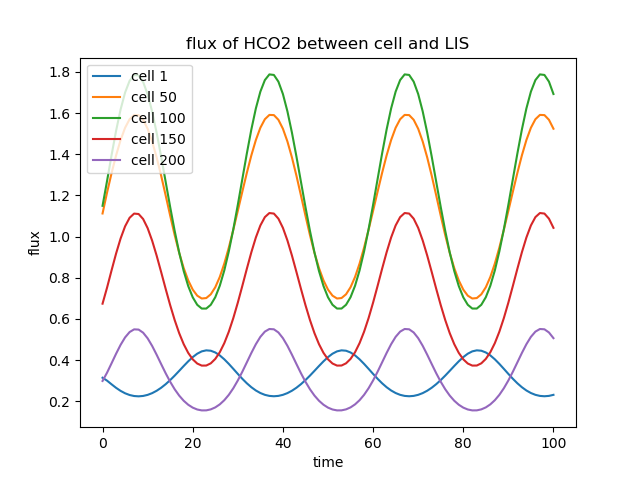 flux of HCO2 between cell and LIS
cell 1
cell 50
cell 100
cell 150
cell 200
1.8
1.6
1.4
1.2
1.0
0.8
0.6
0.4
0.2
flux
0 20 40 60 80 100
time